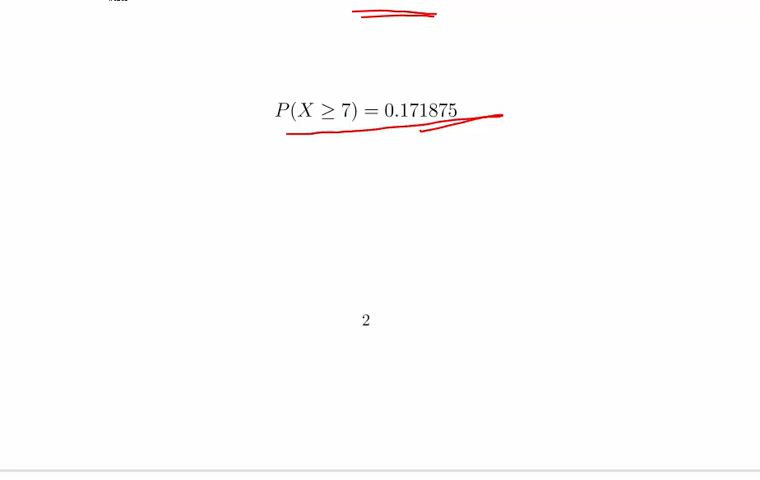 P(X ≥ 7) = 0.171875
2